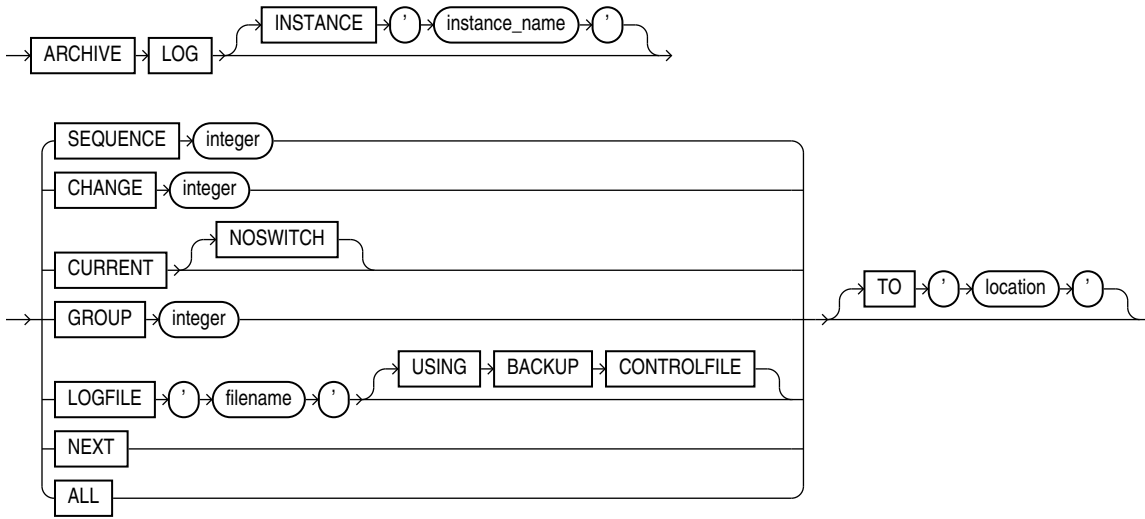 INSTANCE ' instance_name '
ARCHIVE LOG
SEQUENCE integer
CHANGE integer
NOSWITCH
CURRENT
TO ' location '
GROUP integer
USING BACKUP CONTROLFILE
LOGFILE ' filename '
NEXT
ALL